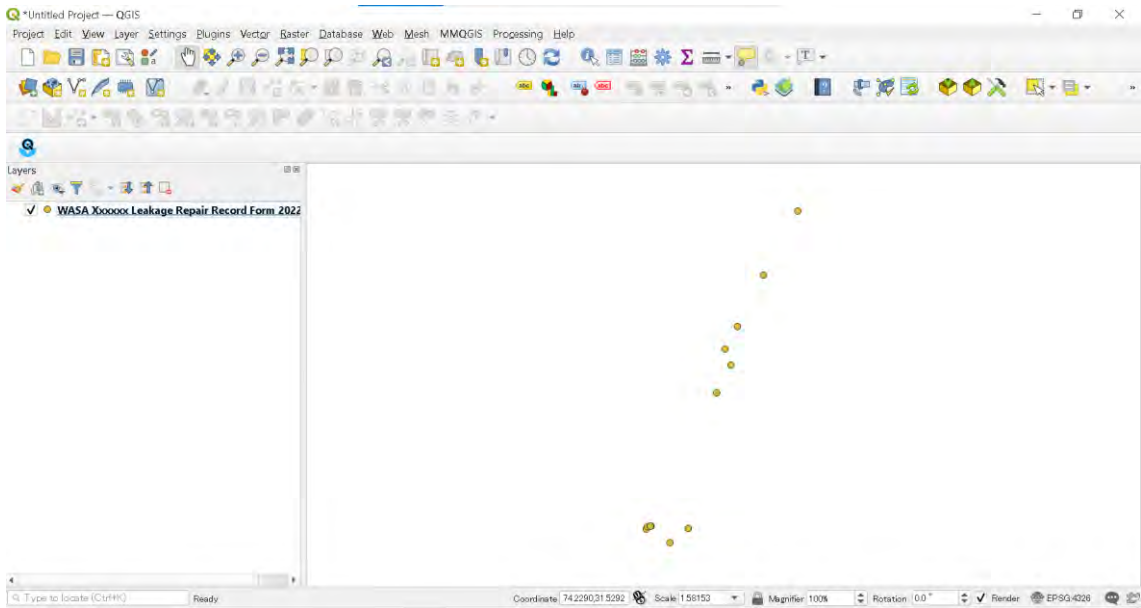 *Untitled Project — QGIS
Project Edit View Layer Settings Plugins Vector Raster Database Web Mesh MMQGIS Processing Help
Layers
WASA Xxxxxx Leakage Repair Record Form 2022
Type to locate (Ctrl+K) Ready Coordinate 74.2290,31.5292 Scale 1:58153 Magnifier 100% Rotation 0.0° Render EPSG:4326